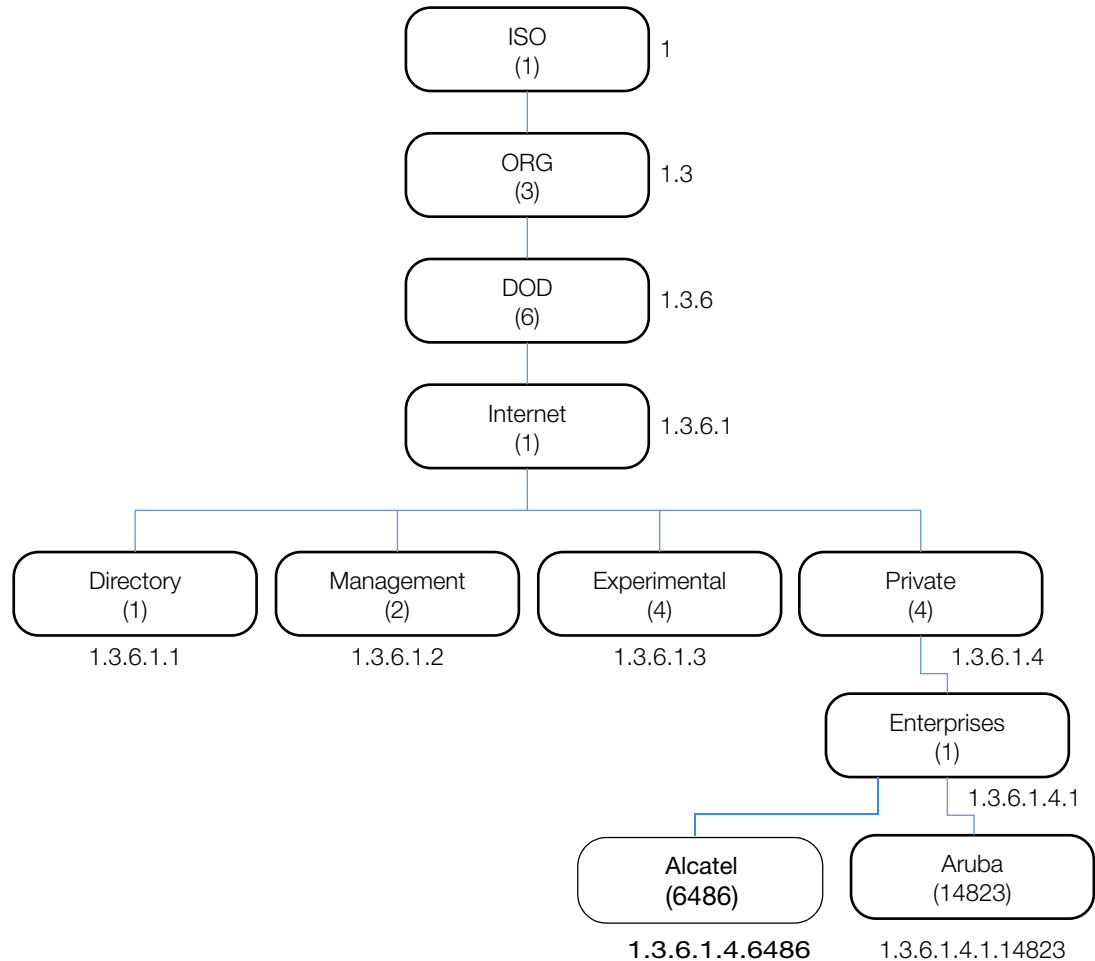 ISO
(1)
1
ORG
(3)
1.3
DOD
(6)
1.3.6
Internet
(1)
1.3.6.1
Directory
(1)
1.3.6.1.1
Management
(2)
1.3.6.1.2
Experimental
(4)
1.3.6.1.3
Private
(4)
1.3.6.1.4
Enterprises
(1)
1.3.6.1.4.1
Alcatel
(6486)
1.3.6.1.4.6486
Aruba
(14823)
1.3.6.1.4.1.14823